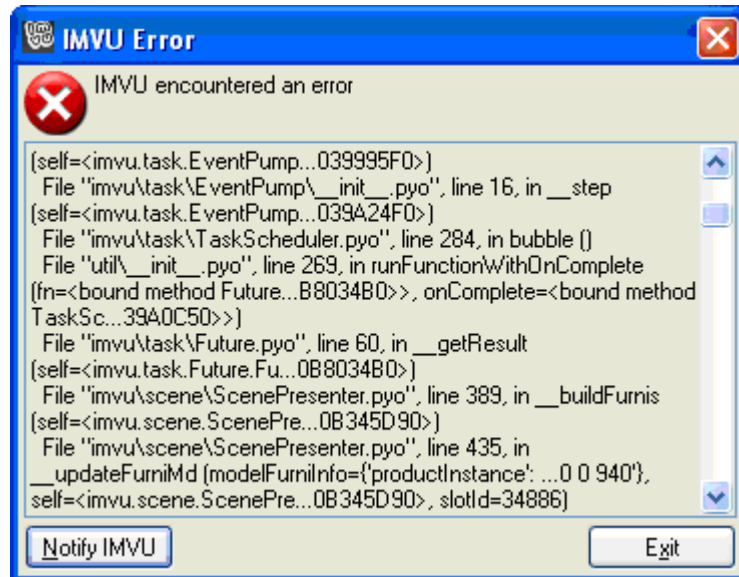 IMVU Error
IMVU encountered an error
(self=<imvu.task.EventPump...039995F0>)
File "imvu\task\EventPump\__init__.pyo", line 16, in __step
(self=<imvu.task.EventPump...039A24F0>)
File "imvu\task\TaskScheduler.pyo", line 284, in bubble ()
File "util\__init__.pyo", line 269, in runFunctionWithOnComplete
(fn=<bound method Future...B8034B0>>, onComplete=<bound method
TaskSc...39A0C50>>)
File "imvu\task\Future.pyo", line 60, in __getResult
(self=<imvu.task.Future.Fu...0B8034B0>)
File "imvu\scene\ScenePresenter.pyo", line 389, in __buildFurnis
(self=<imvu.scene.ScenePre...0B345D90>)
File "imvu\scene\ScenePresenter.pyo", line 435, in
__updateFurniMd (modelFurniInfo={'productInstance': ...0 0 940'},
self=<imvu.scene.ScenePre...0B345D90>, slotId=34886)
Notify IMVU
Exit